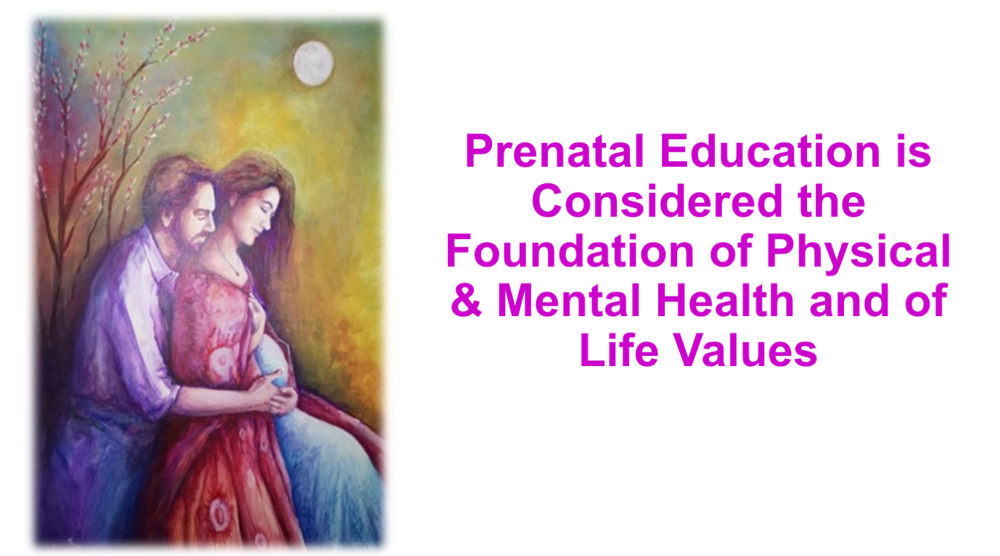 Prenatal Education is
Considered the
Foundation of Physical
& Mental Health and of
Life Values